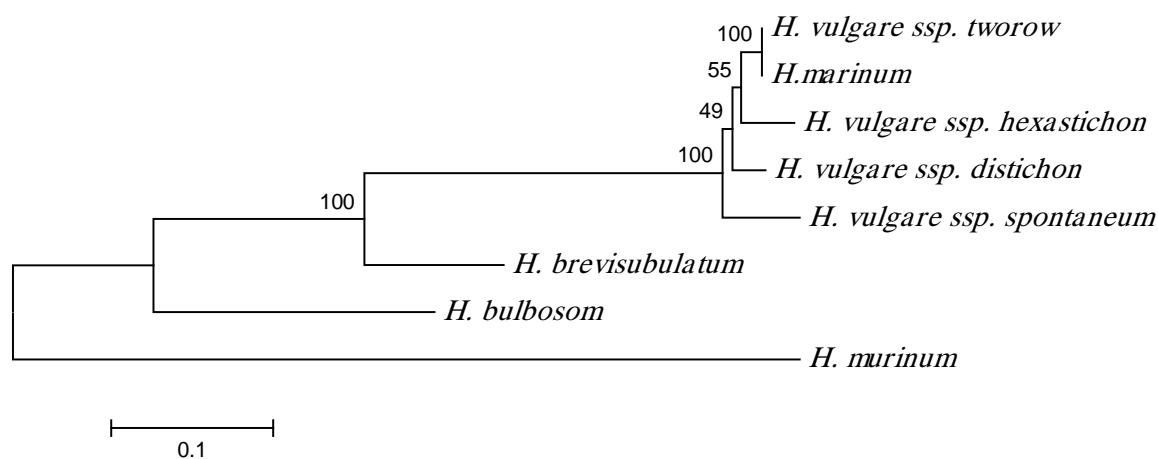 100
H. vulgare ssp. tworow
55
H.marinum
49
H. vulgare ssp. hexastichon
100
H. vulgare ssp. distichon
100
H. vulgare ssp. spontaneum
H. brevisubulatum
H. bulbosom
H. murinum
0.1